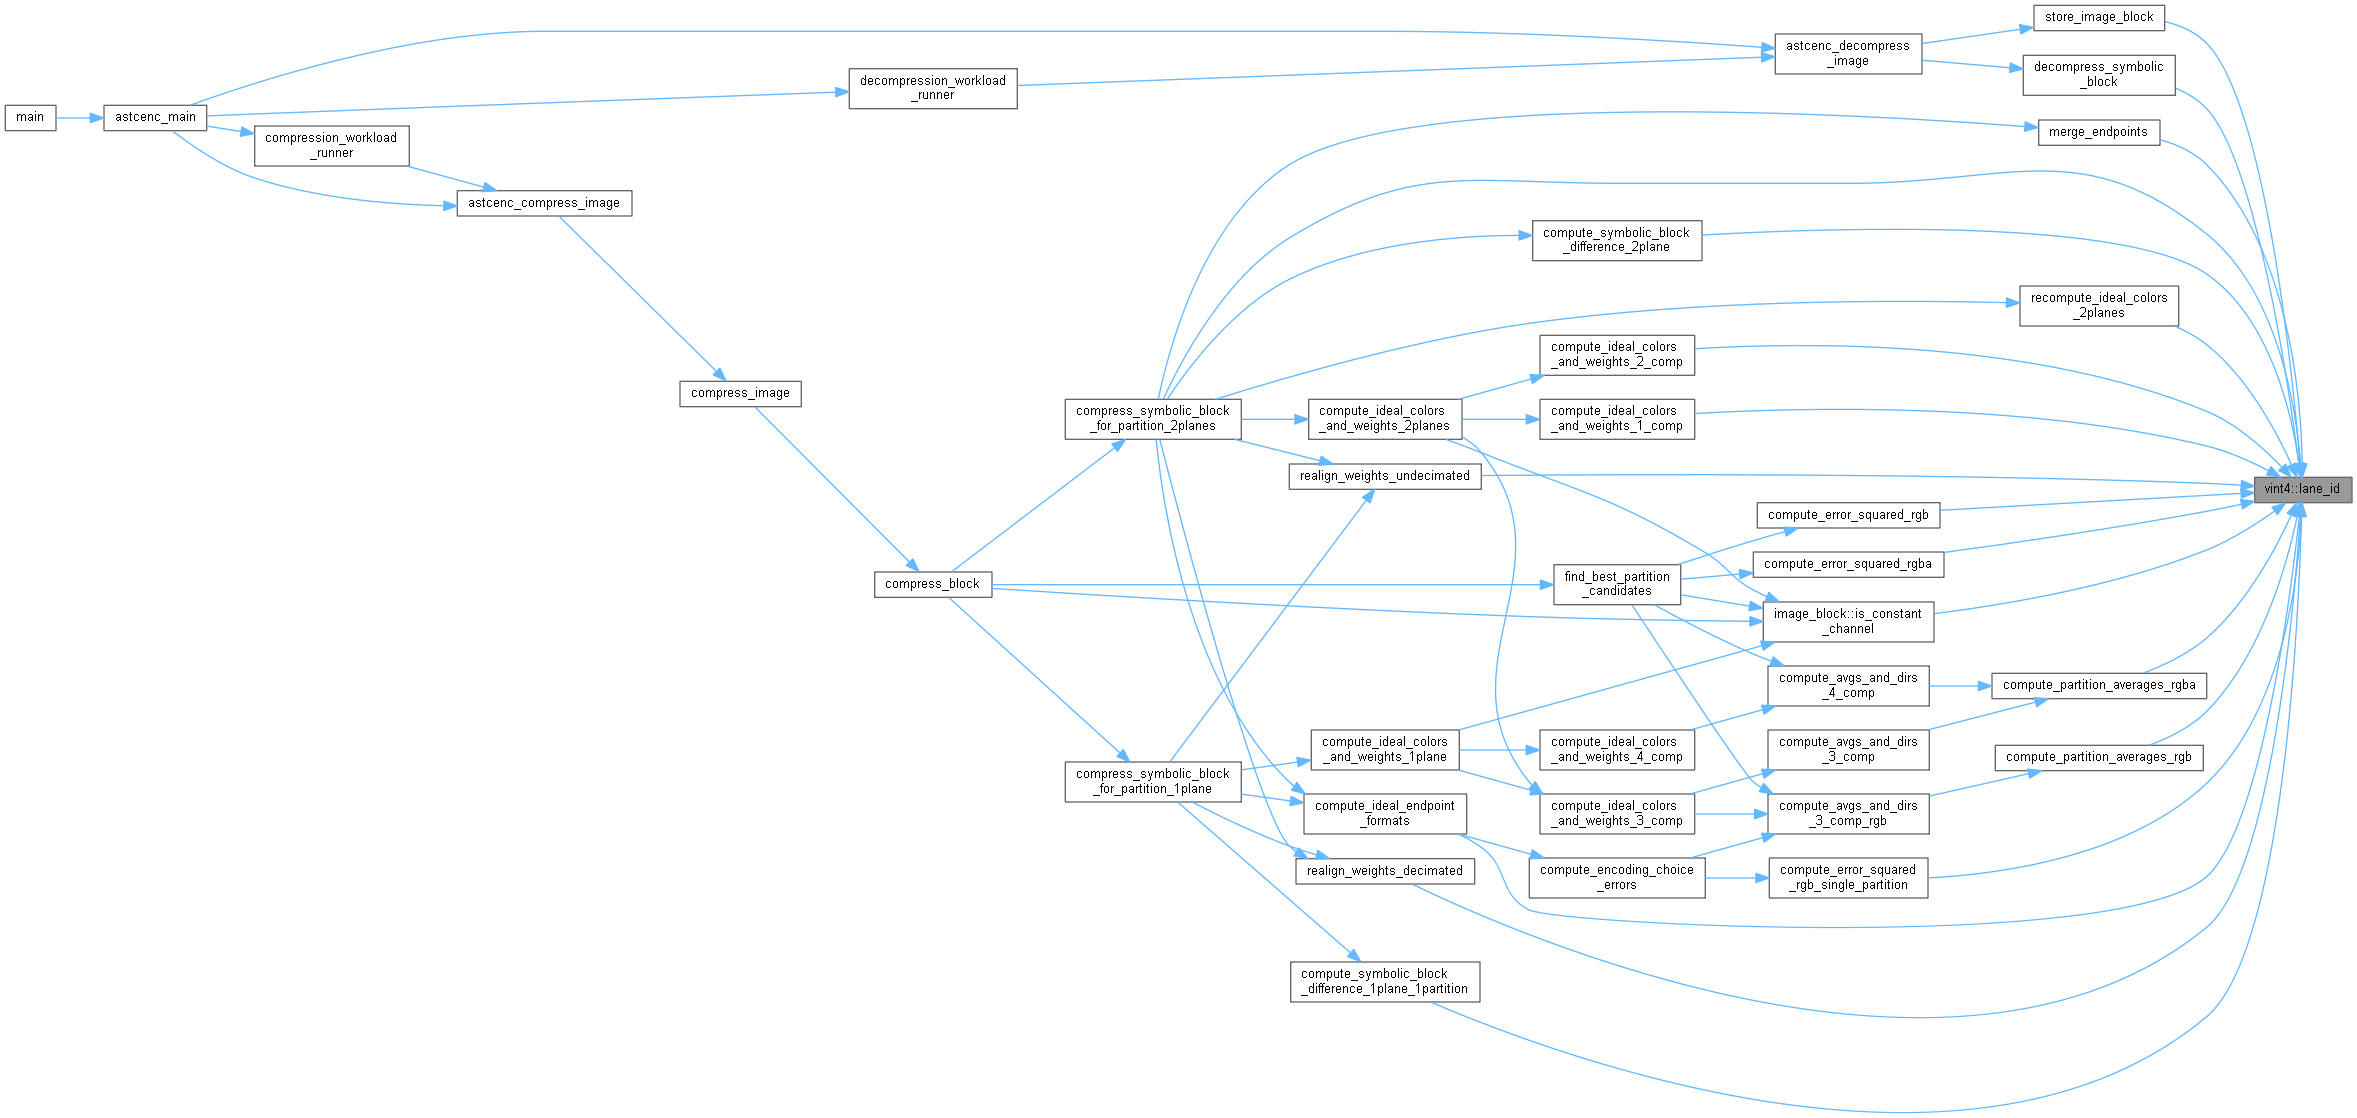 store_image_block
astcenc_decompress
_image
decompress_symbolic
_block
decompression_workload
_runner
main
astcenc_main
compression_workload
_runner
merge_endpoints
astcenc_compress_image
compute_symbolic_block
_difference_2plane
recompute_ideal_colors
_2planes
compute_ideal_colors
_and_weights_2_comp
compress_image
compress_symbolic_block
_for_partition_2planes
compute_ideal_colors
_and_weights_2planes
compute_ideal_colors
_and_weights_1_comp
realign_weights_undecimated
vint4::lane_id
compute_error_squared_rgb
compute_error_squared_rgba
compress_block
find_best_partition
_candidates
image_block::is_constant
_channel
compute_avgs_and_dirs
_4_comp
compute_partition_averages_rgba
compute_ideal_colors
_and_weights_1plane
compute_ideal_colors
_and_weights_4_comp
compute_avgs_and_dirs
_3_comp
compute_partition_averages_rgb
compress_symbolic_block
_for_partition_1plane
compute_ideal_endpoint
_formats
compute_ideal_colors
_and_weights_3_comp
compute_avgs_and_dirs
_3_comp_rgb
realign_weights_decimated
compute_encoding_choice
_errors
compute_error_squared
_rgb_single_partition
compute_symbolic_block
_difference_1plane_1partition